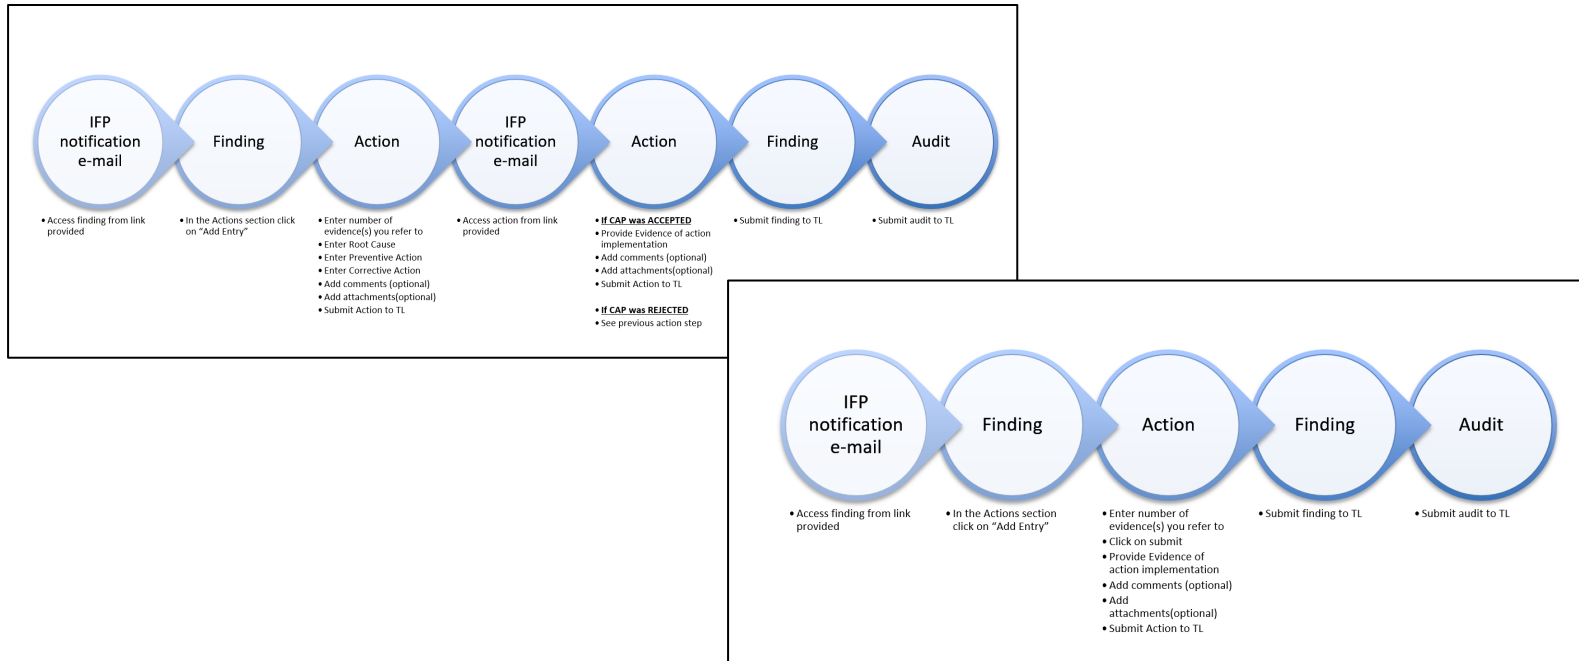 IFP
notification
e-mail
• Access finding from link
provided
Finding
• In the Actions section click
on “Add Entry”
Action
• Enter number of
evidence(s) you refer to
• Enter Root Cause
• Enter Preventive Action
• Enter Corrective Action
• Add comments (optional)
• Add attachments(optional)
• Submit Action to TL
IFP
notification
e-mail
• Access action from link
provided
Action
• If CAP was ACCEPTED
• Provide Evidence of action
implementation
• Add comments (optional)
• Add attachments(optional)
• Submit Action to TL
• If CAP was REJECTED
• See previous action step
Finding
• Submit finding to TL
Audit
• Submit audit to TL
IFP
notification
e-mail
• Access finding from link
provided
Finding
• In the Actions section
click on “Add Entry”
Action
• Enter number of
evidence(s) you refer to
• Click on submit
• Provide Evidence of
action implementation
• Add comments (optional)
• Add
attachments(optional)
• Submit Action to TL
Finding
• Submit finding to TL
Audit
• Submit audit to TL